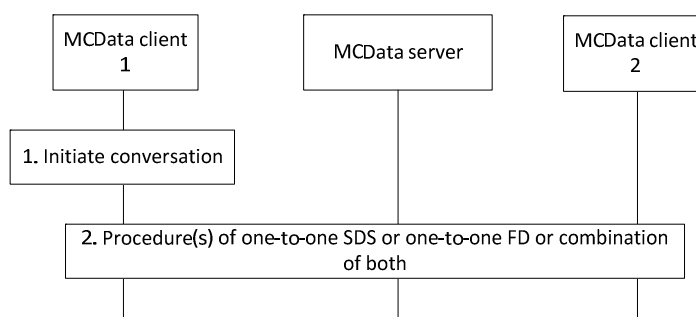 MCData client
1
MCData server
MCData client
2
1. Initiate conversation
2. Procedure(s) of one-to-one SDS or one-to-one FD or combination
of both